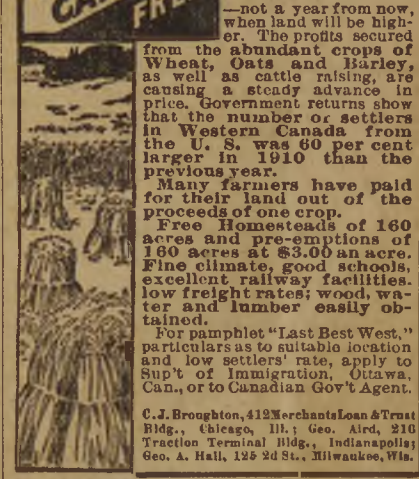 CA
FRE
—not a year from now,
when land will be high-
er. The profits secured
from the abundant crops of
Wheat, Oats and Barley,
as well as cattle raising, are
causing a steady advance in
price. Government returns show
that the number or settlers
in Western Canada from
the U. S. was 60 per cent
larger in 1910 than the
previous year.
Many farmers have paid
for their land out of the
proceeds of one crop.
Free Homesteads of 160
acres and pre-emptions of
160 acres at $3.00 an acre.
Fine climate, good schools,
excellent railway facilities.
low freight rates; wood, wa-
ter and lumber easily ob-
tained.
For pamphlet "Last Best West,"
particulars as to suitable location
and low settlers' rate, apply to
Sup't of Immigration, Ottawa,
Can., or to Canadian Gov't Agent.
C.J. Broughton, 412 Merchants Loan & Trust
Bldg., Chicago, Ill.; Geo. Aird, 216
Traction Terminal Bldg., Indianapolis;
Geo. A. Hall, 125 2d St., Milwaukee, Wis.